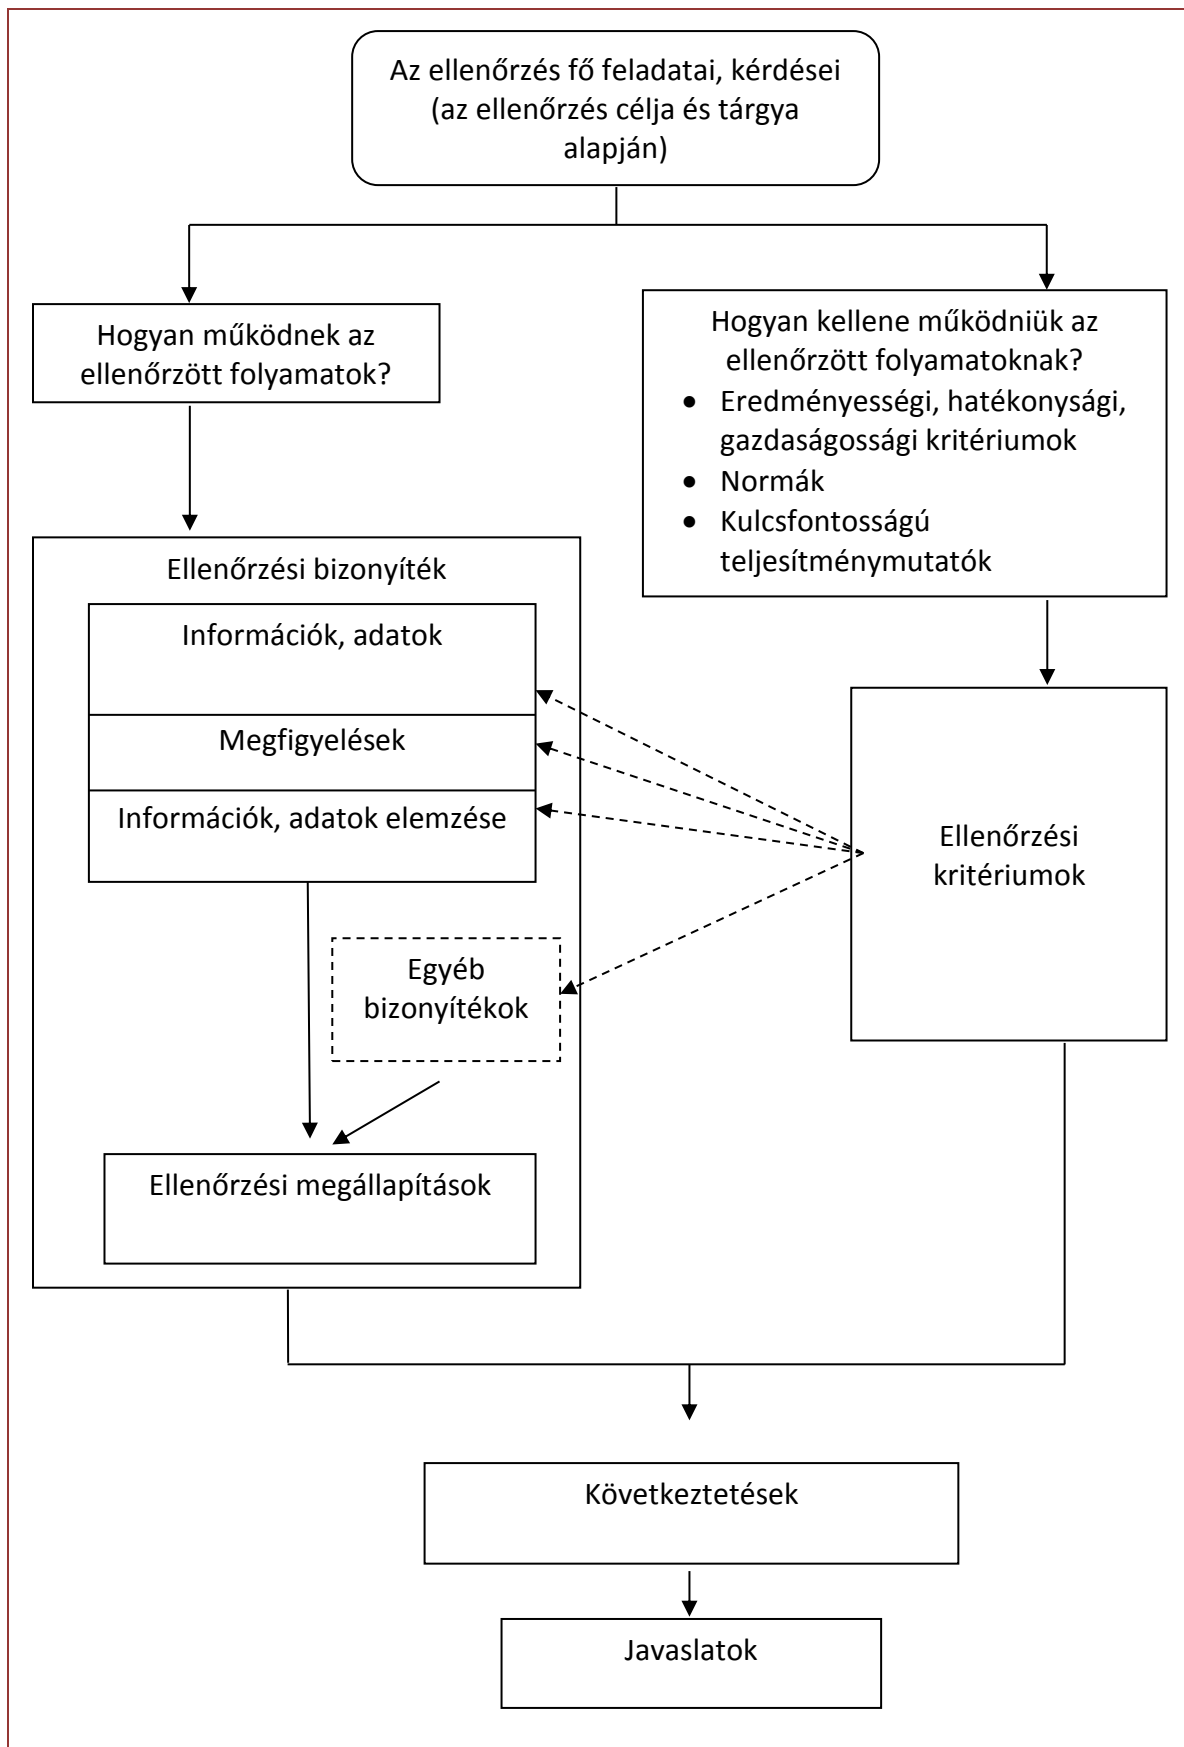 Az ellenőrzés fő feladatai, kérdései
(az ellenőrzés célja és tárgya
alapján)
Hogyan működnek az
ellenőrzött folyamatok?
Hogyan kellene működniük az
ellenőrzött folyamatoknak?
• Eredményességi, hatékonysági,
gazdaságossági kritériumok
• Normák
• Kulcsfontosságú
teljesítménymutatók
Ellenőrzési bizonyíték
Információk, adatok
Megfigyelések
Információk, adatok elemzése
Ellenőrzési
kritériumok
Egyéb
bizonyítékok
Ellenőrzési megállapítások
Következtetések
Javaslatok